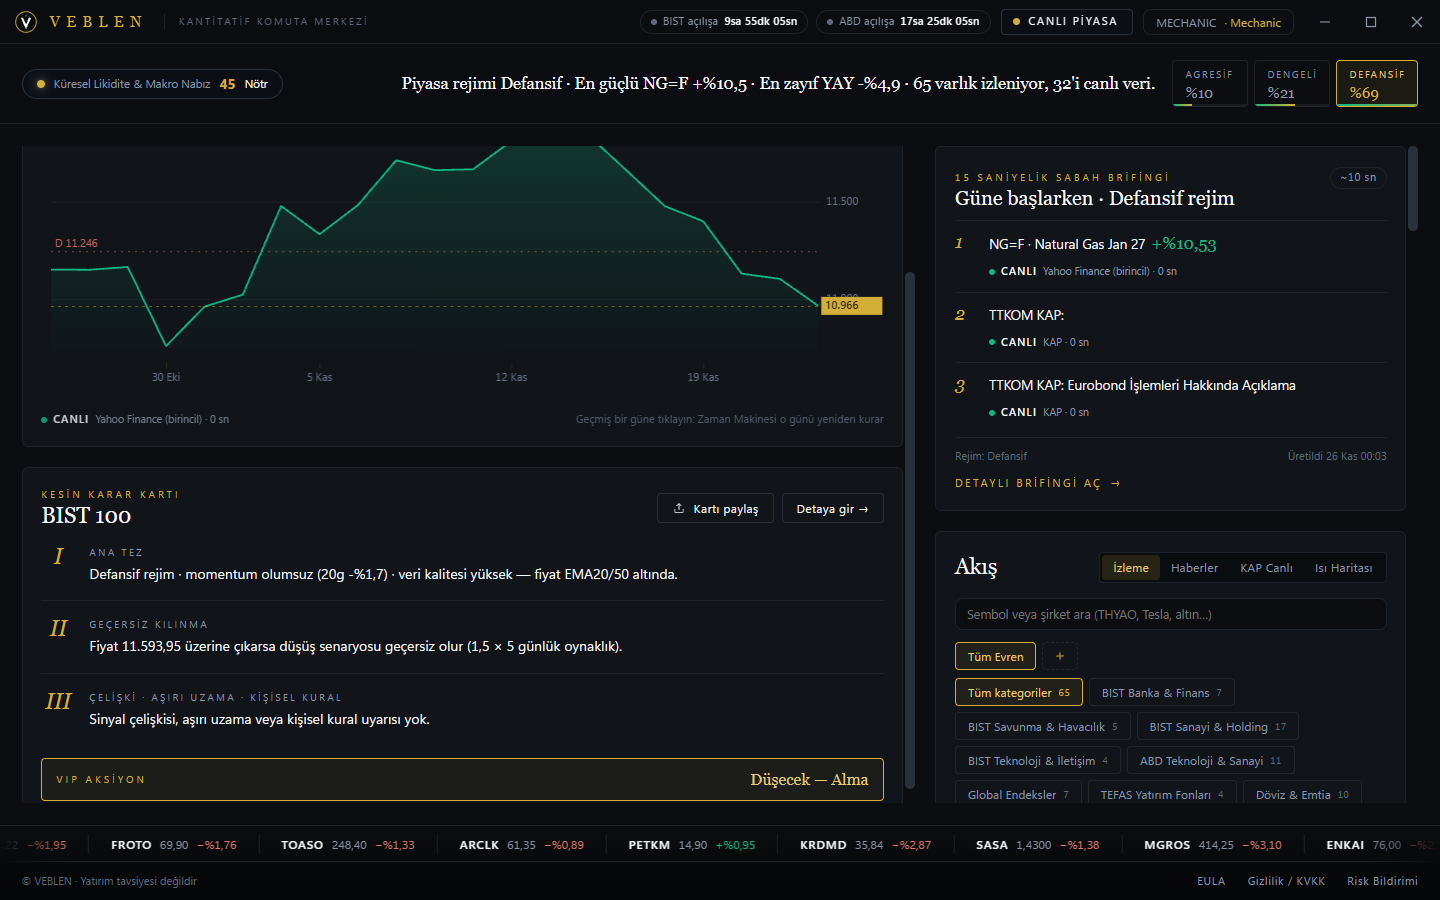 VEBLEN
KANTİTATİF KOMUTA MERKEZİ
BIST açılışa 9sa 55dk 05sn
ABD açılışa 17sa 25dk 05sn
CANLI PİYASA
MECHANIC · Mechanic
Küresel Likidite & Makro Nabız 45 Nötr
Piyasa rejimi Defansif · En güçlü NG=F +%10,5 · En zayıf YAY -%4,9 · 65 varlık izleniyor, 32'i canlı veri.
AGRESİF
%10
DENGELİ
%21
DEFANSİF
%69
11.500
D 11.246
10.966
30 Eki
5 Kas
12 Kas
19 Kas
CANLI Yahoo Finance (birincil) · 0 sn
Geçmiş bir güne tıklayın: Zaman Makinesi o günü yeniden kurar
KESİN KARAR KARTI
BIST 100
Kartı paylaş
Detaya gir →
I
ANA TEZ
Defansif rejim · momentum olumsuz (20g -%1,7) · veri kalitesi yüksek — fiyat EMA20/50 altında.
II
GEÇERSİZ KILINMA
Fiyat 11.593,95 üzerine çıkarsa düşüş senaryosu geçersiz olur (1,5 × 5 günlük oynaklık).
III
ÇELİŞKİ · AŞIRI UZAMA · KİŞİSEL KURAL
Sinyal çelişkisi, aşırı uzama veya kişisel kural uyarısı yok.
VIP AKSİYON
Düşecek — Alma
15 SANİYELİK SABAH BRİFİNGİ
~10 sn
Güne başlarken · Defansif rejim
1 NG=F · Natural Gas Jan 27 +%10,53
CANLI Yahoo Finance (birincil) · 0 sn
2 TTKOM KAP:
CANLI KAP · 0 sn
3 TTKOM KAP: Eurobond İşlemleri Hakkında Açıklama
CANLI KAP · 0 sn
Rejim: Defansif
Üretildi 26 Kas 00:03
DETAYLI BRİFİNGİ AÇ →
Akış
İzleme
Haberler
KAP Canlı
Isı Haritası
Sembol veya şirket ara (THYAO, Tesla, altın...)
Tüm Evren
+
Tüm kategoriler 65
BIST Banka & Finans 7
BIST Savunma & Havacılık 5
BIST Sanayi & Holding 17
BIST Teknoloji & İletişim 4
ABD Teknoloji & Sanayi 11
Global Endeksler 7
TEFAS Yatırım Fonları 4
Döviz & Emtia 10
22 −%1,95
FROTO 69,90 −%1,76
TOASO 248,40 −%1,33
ARCLK 61,35 −%0,89
PETKM 14,90 +%0,95
KRDMD 35,84 −%2,87
SASA 1,4300 −%1,38
MGROS 414,25 −%3,10
ENKAI 76,00
© VEBLEN · Yatırım tavsiyesi değildir
EULA
Gizlilik / KVKK
Risk Bildirimi